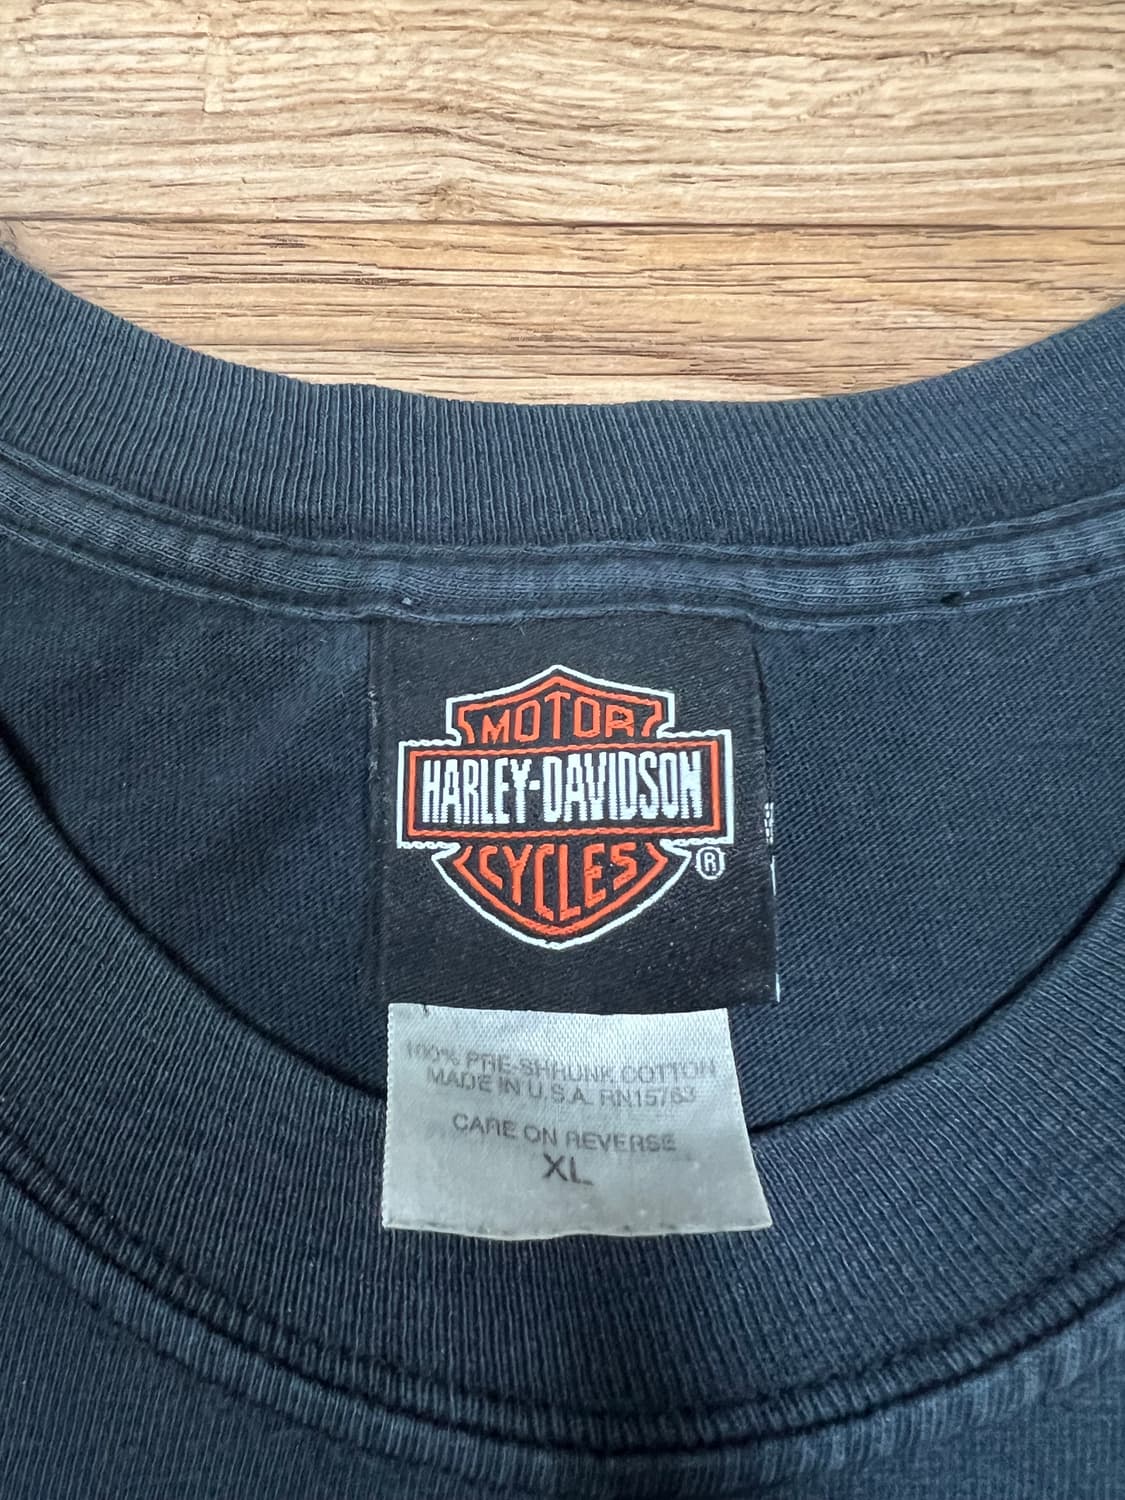 MOTOR
HARLEY-DAVIDSON
CYCLES
®
100% PRE-SHRUNK COTTON
MADE IN U.S.A. RN15763
CARE ON REVERSE
XL